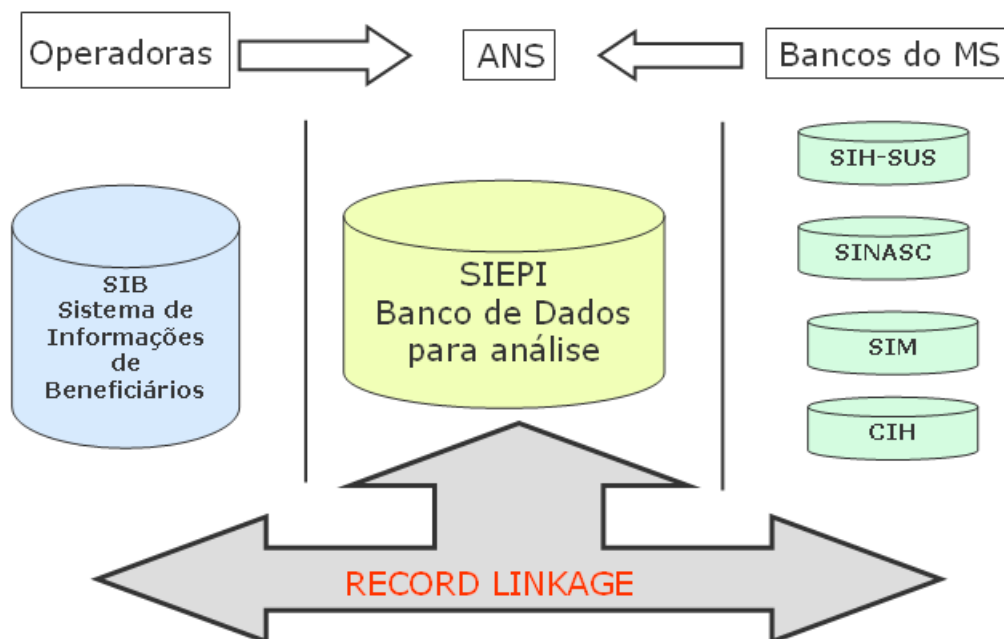 Operadoras
ANS
Bancos do MS
SIB
Sistema de
Informações
de
Beneficiários
SIEPI
Banco de Dados
para análise
SIH-SUS
SINASC
SIM
CIH
RECORD LINKAGE